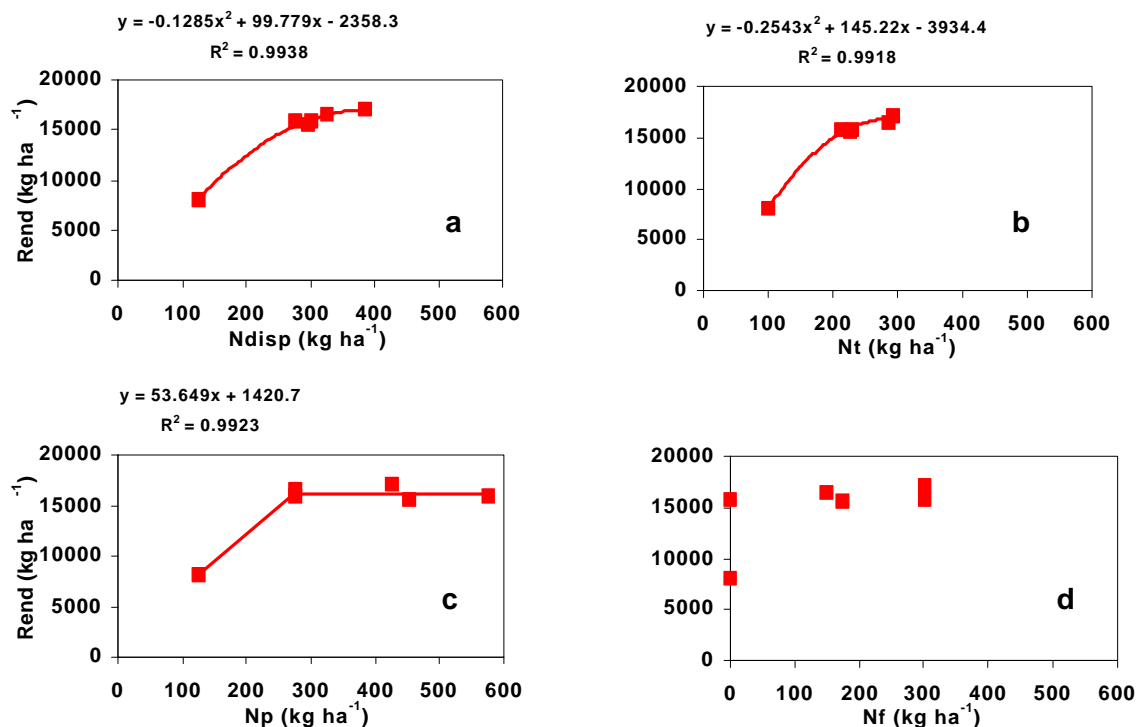 y = -0.1285x² + 99.779x - 2358.3
R² = 0.9938
20000
15000
10000
5000
0
Rend (kg ha⁻¹)
a
0 100 200 300 400 500 600
Ndisp (kg ha⁻¹)
y = -0.2543x² + 145.22x - 3934.4
R² = 0.9918
20000
15000
10000
5000
0
b
0 100 200 300 400 500 600
Nt (kg ha⁻¹)
y = 53.649x + 1420.7
R² = 0.9923
20000
15000
10000
5000
0
Rend (kg ha⁻¹)
c
0 100 200 300 400 500 600
Np (kg ha⁻¹)
20000
15000
10000
5000
0
d
0 100 200 300 400 500 600
Nf (kg ha⁻¹)